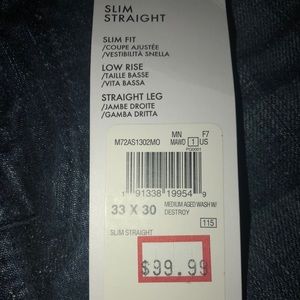 SLIM
STRAIGHT
SLIM FIT
/COUPE AJUSTÉE
/VESTIBILITÀ SNELLA
LOW RISE
/TAILLE BASSE
/VITA BASSA
STRAIGHT LEG
/JAMBE DROITE
/GAMBA DRITTA
MN F7
M72AS1302MO MAWD 1 US
PG0001
1 91338 19954 9
33 X 30 MEDIUM AGED WASH W/
DESTROY
115
SLIM STRAIGHT
$99.99